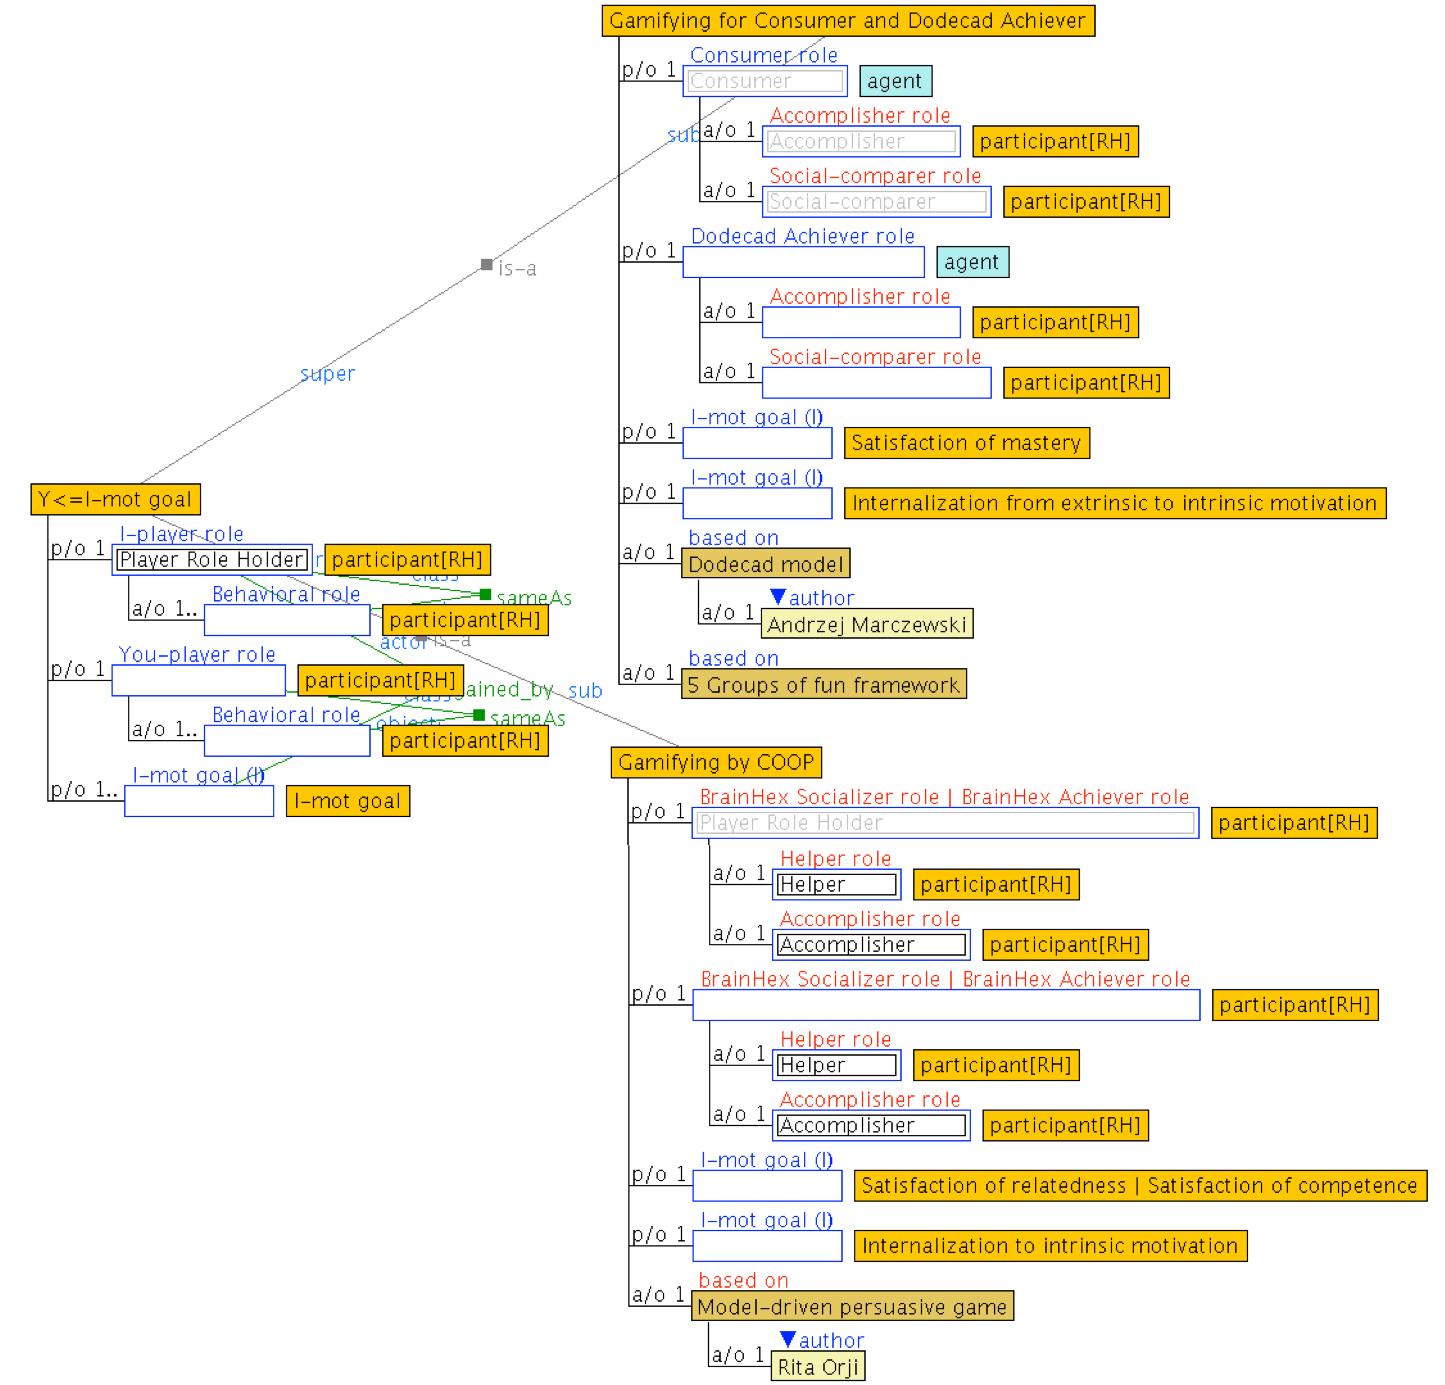 Gamifying for Consumer and Dodecad Achiever
Consumer role
p/o 1 Consumer agent
Accomplisher role
sub a/o 1 Accomplisher participant[RH]
Social-comparer role
a/o 1 Social-comparer participant[RH]
Dodecad Achiever role
p/o 1 agent
is-a
Accomplisher role
a/o 1 participant[RH]
Social-comparer role
a/o 1 participant[RH]
super
I-mot goal (I)
p/o 1 Satisfaction of mastery
I-mot goal (I)
p/o 1 Internalization from extrinsic to intrinsic motivation
based on
a/o 1 Dodecad model
author
a/o 1 Andrzej Marczewski
based on
a/o 1 5 Groups of fun framework
Y<=I-mot goal
I-player role
p/o 1 Player Role Holder participant[RH]
class
Behavioral role sameAs
a/o 1.. participant[RH]
actor is-a
You-player role
p/o 1 participant[RH]
class ained_by sub
Behavioral role sameAs
object
a/o 1.. participant[RH]
I-mot goal (I)
p/o 1.. I-mot goal
Gamifying by COOP
BrainHex Socializer role | BrainHex Achiever role
p/o 1 Player Role Holder participant[RH]
Helper role
a/o 1 Helper participant[RH]
Accomplisher role
a/o 1 Accomplisher participant[RH]
BrainHex Socializer role | BrainHex Achiever role
p/o 1 participant[RH]
Helper role
a/o 1 Helper participant[RH]
Accomplisher role
a/o 1 Accomplisher participant[RH]
I-mot goal (I)
p/o 1 Satisfaction of relatedness | Satisfaction of competence
I-mot goal (I)
p/o 1 Internalization to intrinsic motivation
based on
a/o 1 Model-driven persuasive game
author
a/o 1 Rita Orji